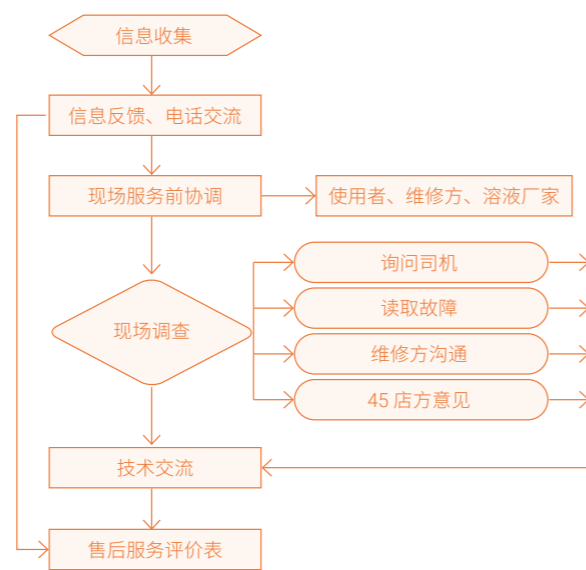 信息收集
信息反馈、电话交流
现场服务前协调
使用者、维修方、溶液厂家
询问司机
读取故障
现场调查
维修方沟通
45 店方意见
技术交流
售后服务评价表